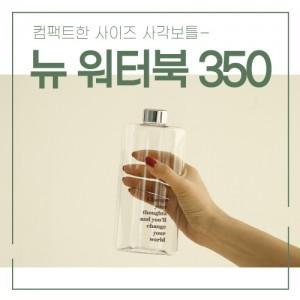 컴팩트한 사이즈 사각보틀-
뉴 워터북 350
thoughts
and you'll
change
your
world